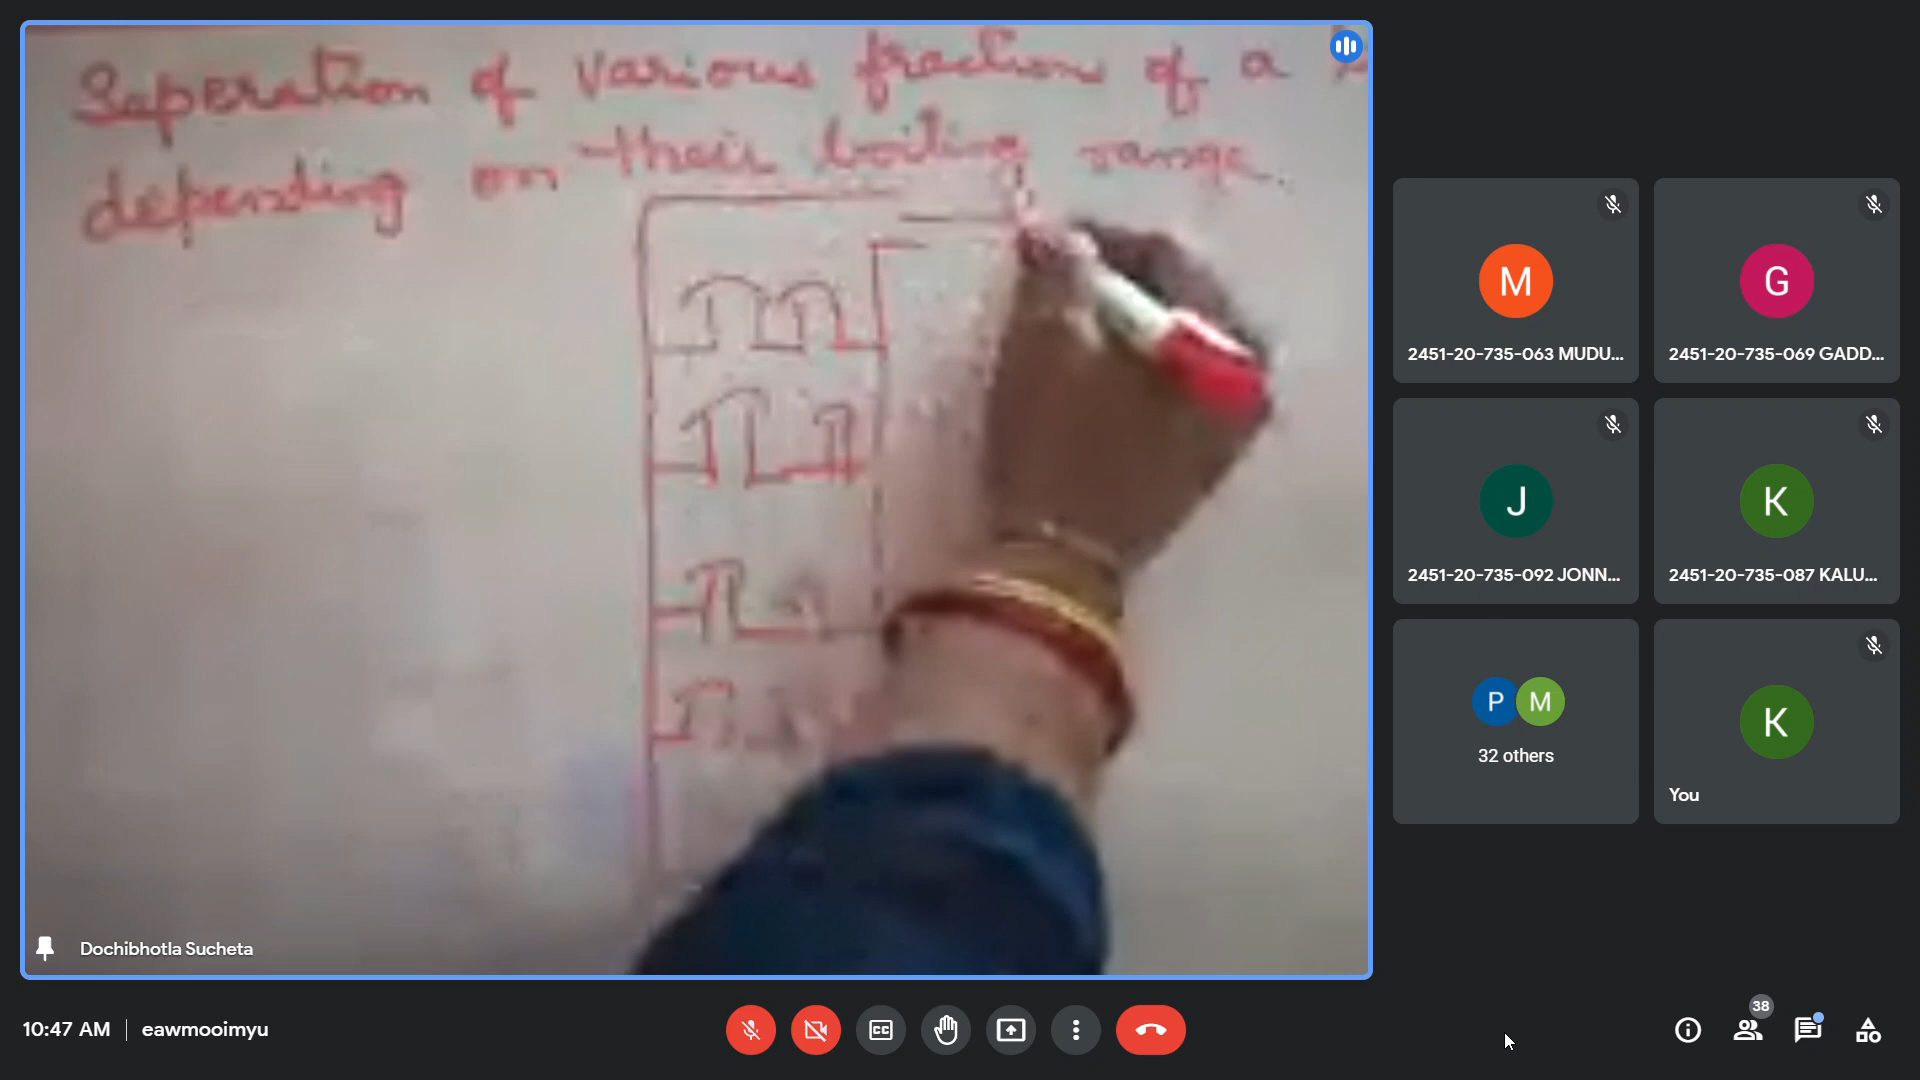 Seperation of various fractions of a
depending on their boiling range.
2451-20-735-063 MUDU...
2451-20-735-069 GADD...
2451-20-735-092 JONN...
2451-20-735-087 KALU...
M
G
J
K
P M
32 others
K
You
Dochibhotla Sucheta
10:47 AM | eawmooimyu
CC
38